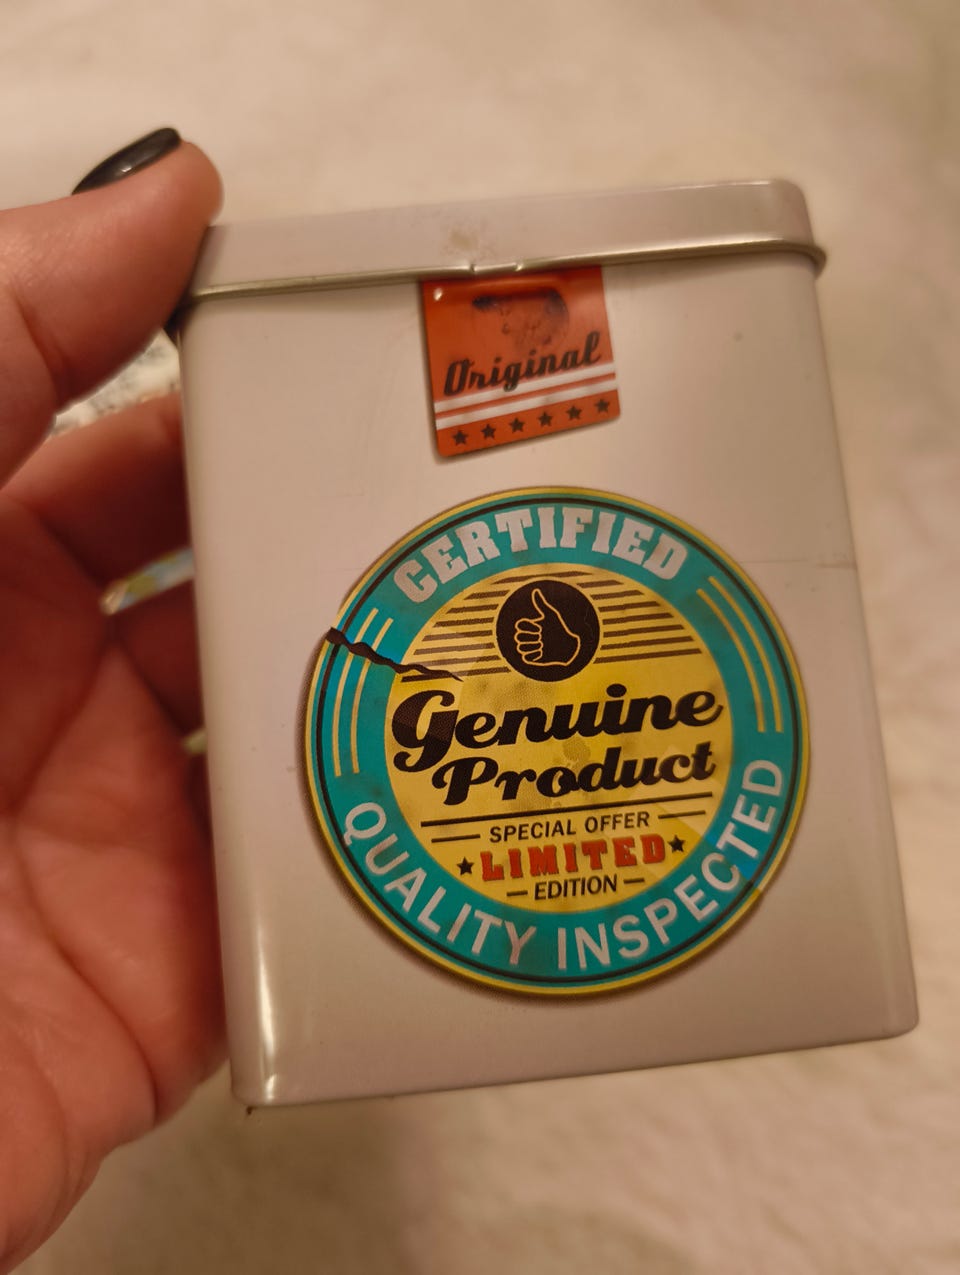 Original
CERTIFIED
Genuine
Product
SPECIAL OFFER
LIMITED
EDITION
QUALITY INSPECTED